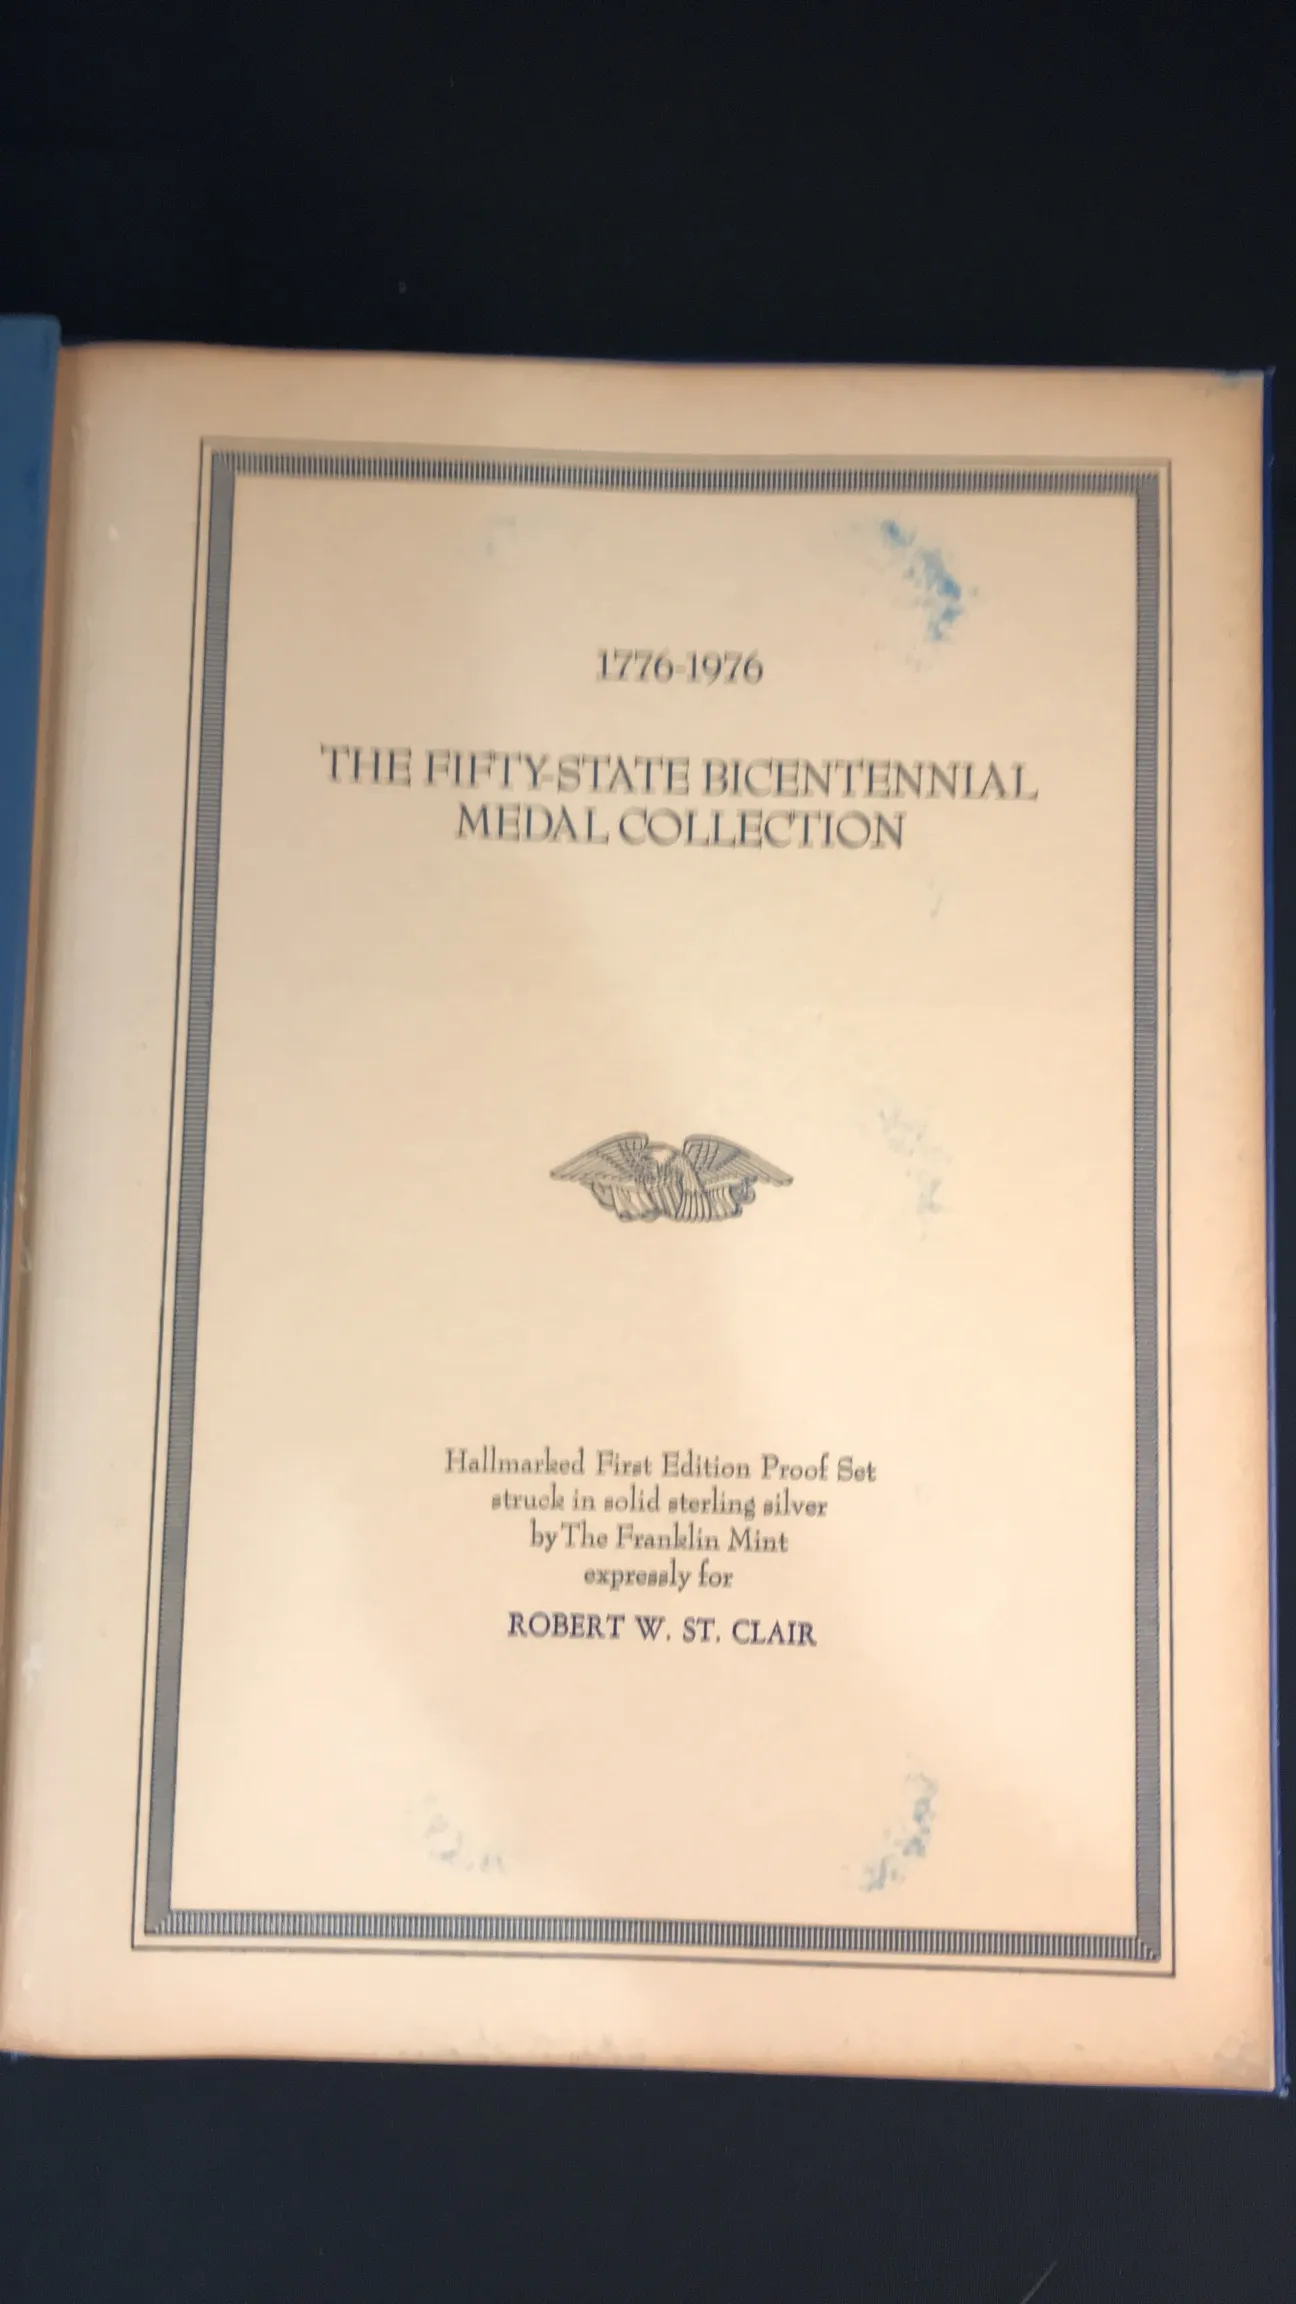 1776-1976
THE FIFTY-STATE BICENTENNIAL
MEDAL COLLECTION
Hallmarked First Edition Proof Set
struck in solid sterling silver
by The Franklin Mint
expressly for
ROBERT W. ST. CLAIR